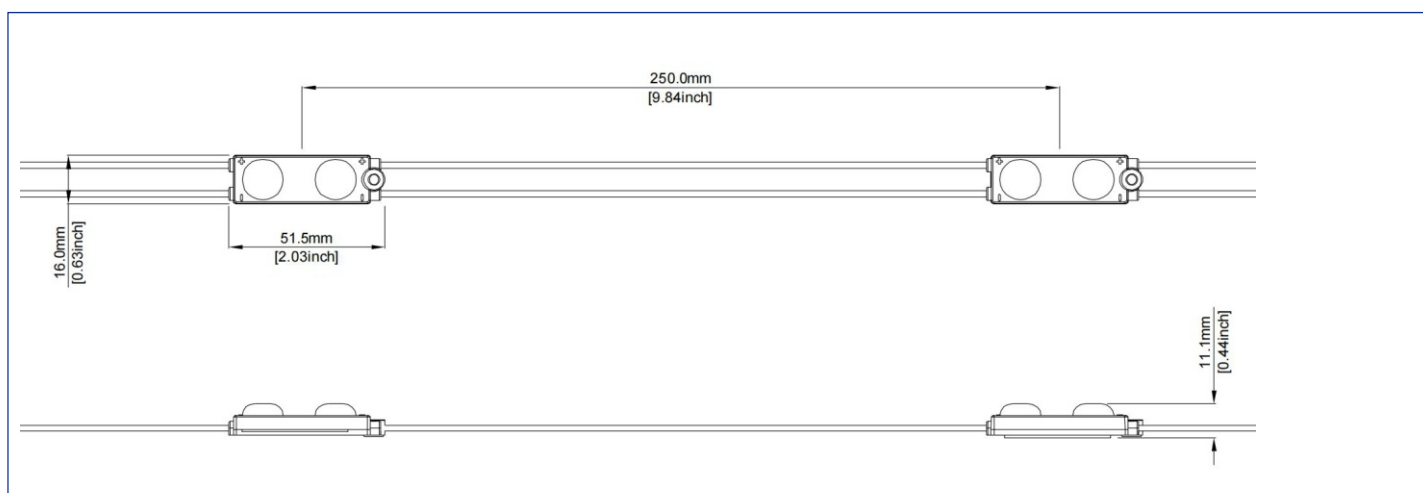 250.0mm
[9.84inch]
+ +
+ +
16.0mm
[0.63inch]
51.5mm
[2.03inch]
11.1mm
[0.44inch]